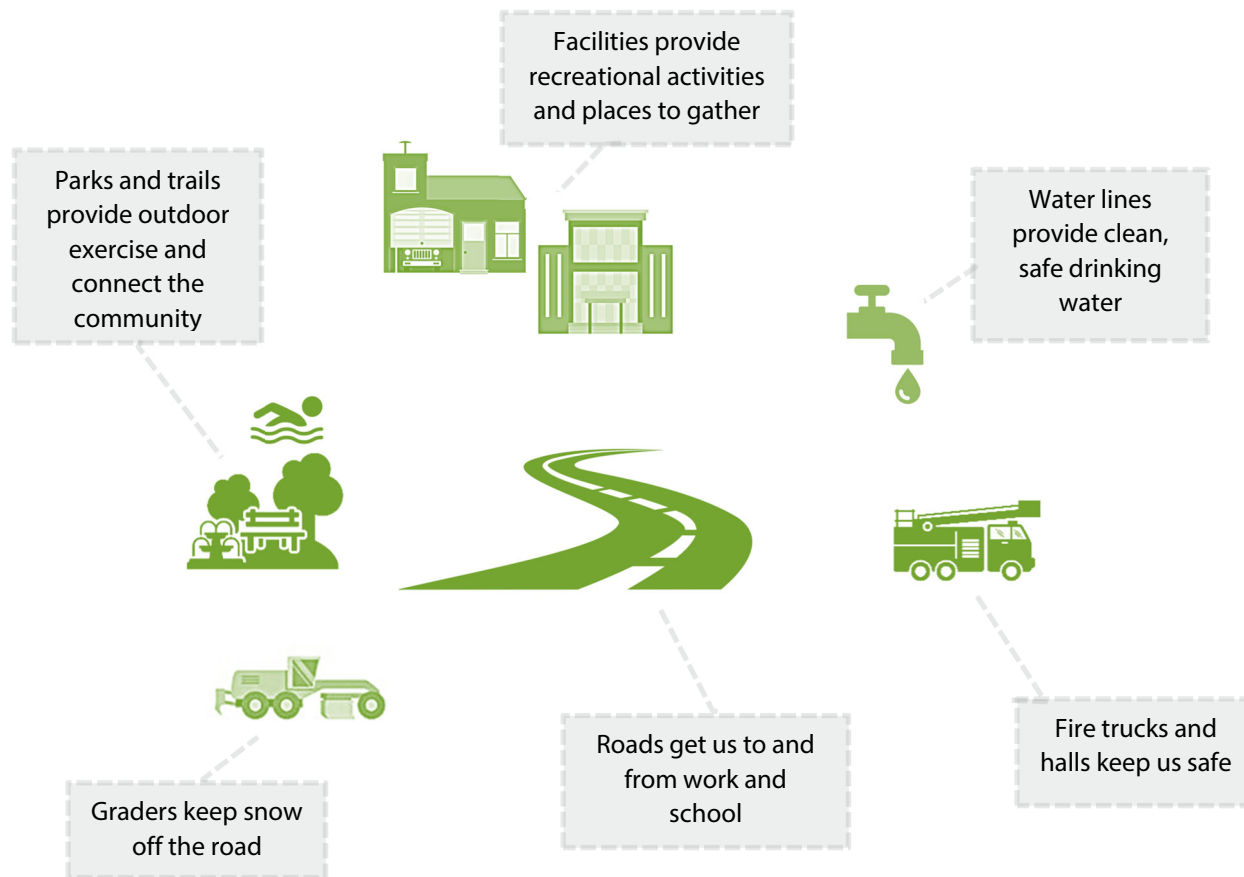 Facilities provide
recreational activities
and places to gather
Parks and trails
provide outdoor
exercise and
connect the
community
Water lines
provide clean,
safe drinking
water
Graders keep snow
off the road
Roads get us to and
from work and
school
Fire trucks and
halls keep us safe